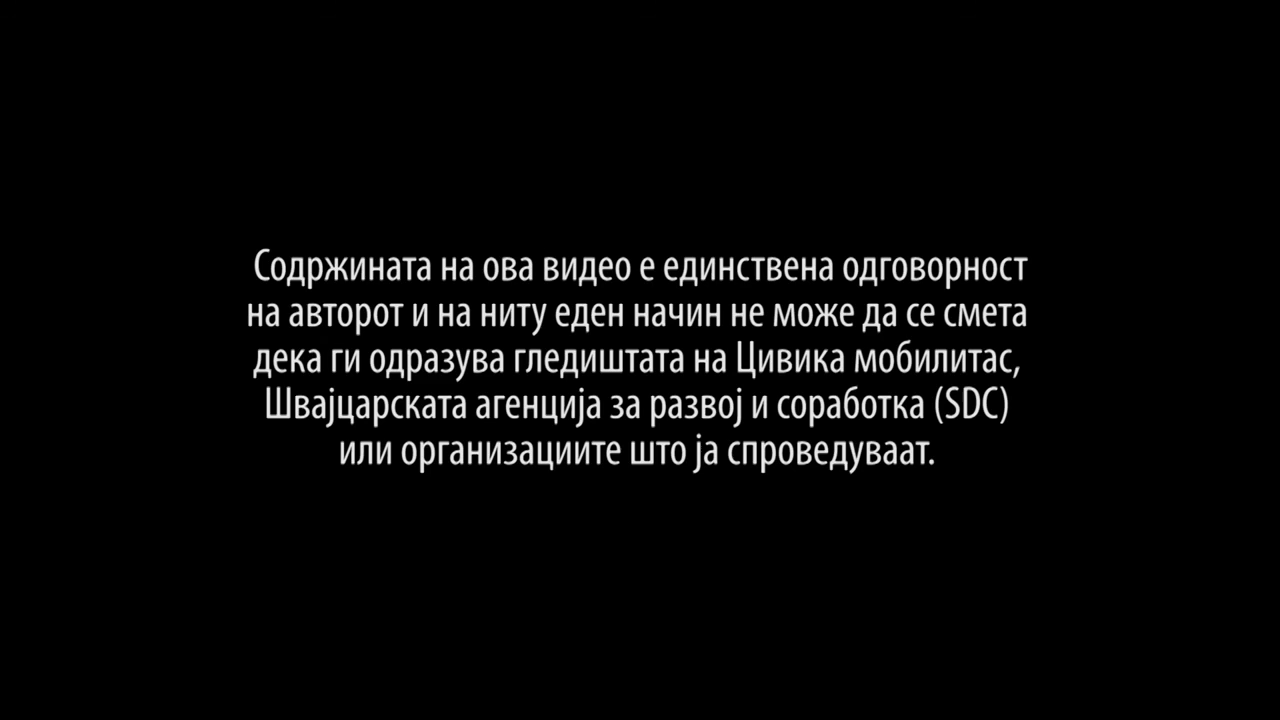 Содржината на ова видео е единствена одговорност
на авторот и на ниту еден начин не може да се смета
дека ги одразува гледиштата на Цивика мобилитас,
Швајцарската агенција за развој и соработка (SDC)
или организациите што ја спроведуваат.